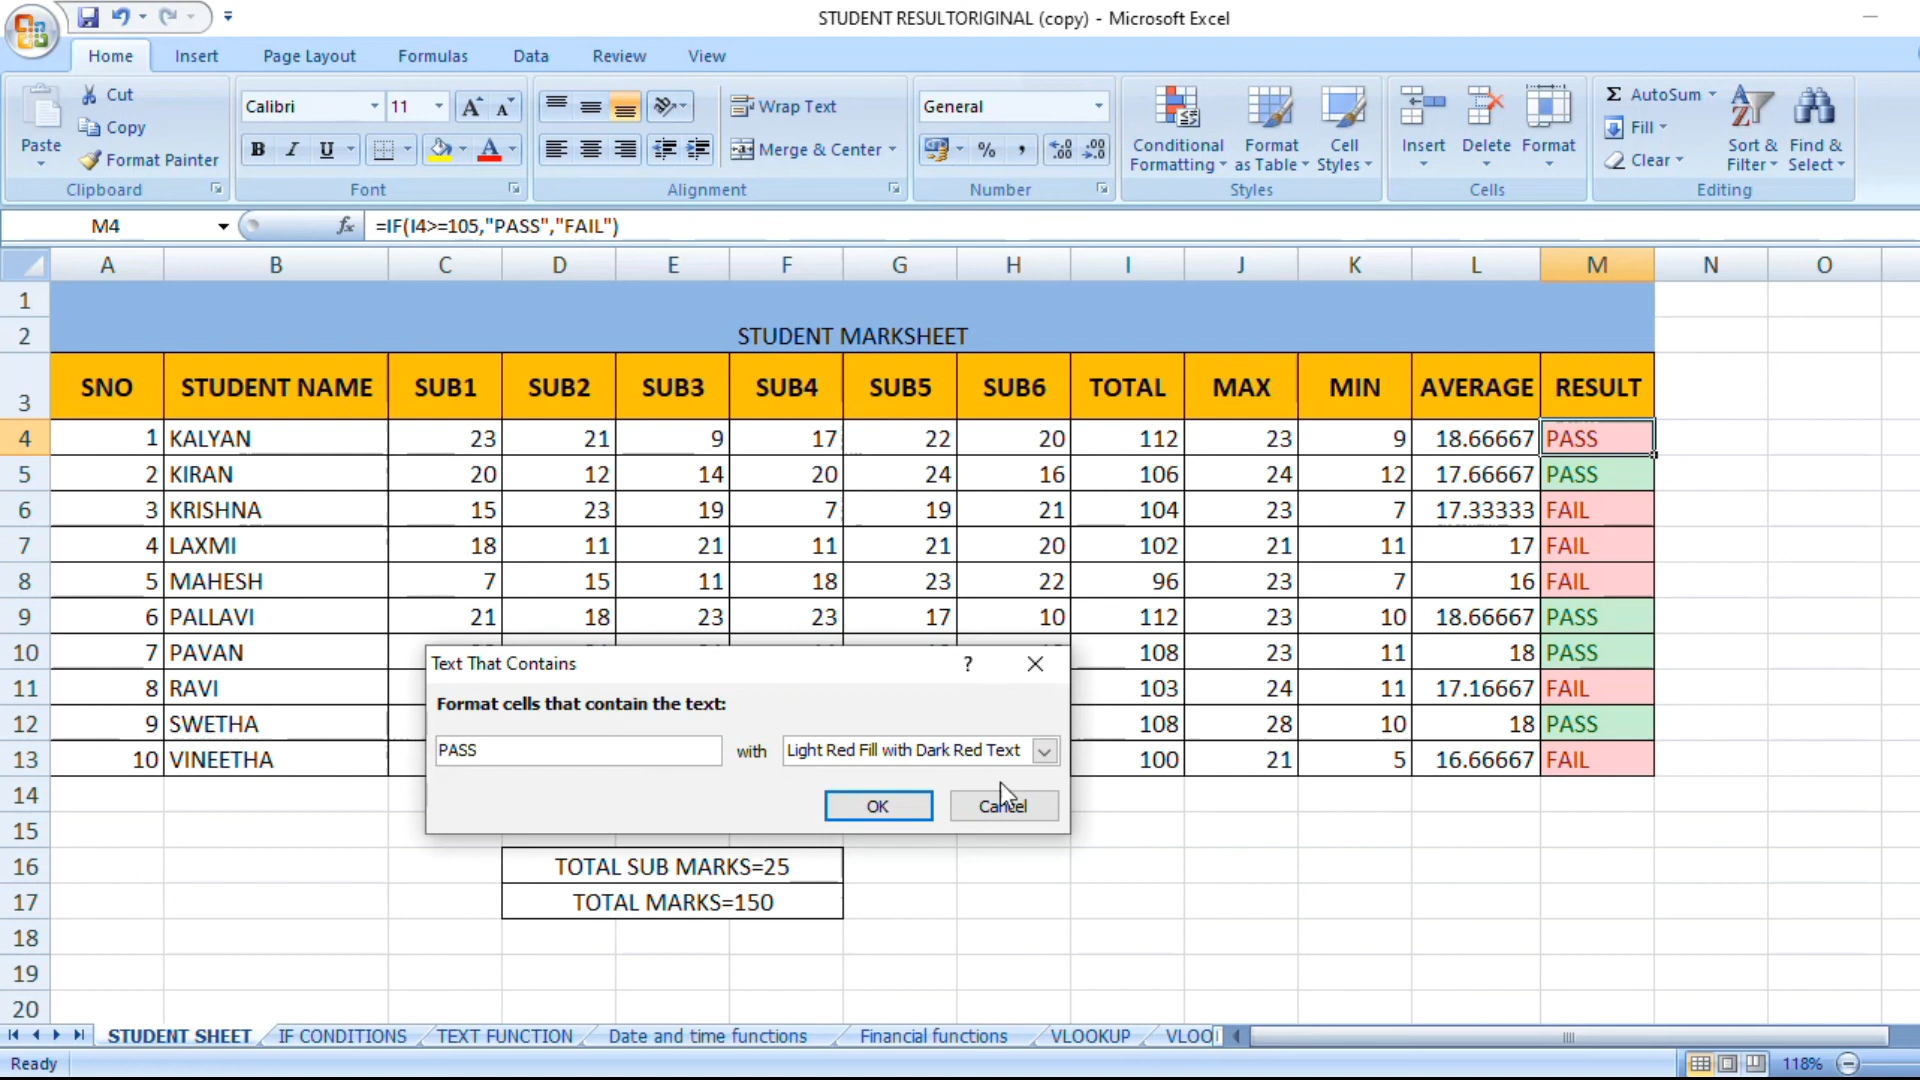 STUDENT RESULTORIGINAL (copy) - Microsoft Excel
Home Insert Page Layout Formulas Data Review View
Paste Cut Copy Format Painter Clipboard
Calibri 11 B I U Font
Wrap Text Merge & Center Alignment
General % , Number
Conditional Formatting Format as Table Cell Styles Styles
Insert Delete Format Cells
Σ AutoSum Fill Clear Sort & Filter Find & Select Editing
M4 fx =IF(I4>=105,"PASS","FAIL")
A B C D E F G H I J K L M N O
1
2 STUDENT MARKSHEET
3 SNO STUDENT NAME SUB1 SUB2 SUB3 SUB4 SUB5 SUB6 TOTAL MAX MIN AVERAGE RESULT
4 1 KALYAN 23 21 9 17 22 20 112 23 9 18.66667 PASS
5 2 KIRAN 20 12 14 20 24 16 106 24 12 17.66667 PASS
6 3 KRISHNA 15 23 19 7 19 21 104 23 7 17.33333 FAIL
7 4 LAXMI 18 11 21 11 21 20 102 21 11 17 FAIL
8 5 MAHESH 7 15 11 18 23 22 96 23 7 16 FAIL
9 6 PALLAVI 21 18 23 23 17 10 112 23 10 18.66667 PASS
10 7 PAVAN 108 23 11 18 PASS
11 8 RAVI 103 24 11 17.16667 FAIL
12 9 SWETHA 108 28 10 18 PASS
13 10 VINEETHA 100 21 5 16.66667 FAIL
Text That Contains ?
Format cells that contain the text:
PASS with Light Red Fill with Dark Red Text
OK Cancel
14
15
16 TOTAL SUB MARKS=25
17 TOTAL MARKS=150
18
19
20
STUDENT SHEET IF CONDITIONS TEXT FUNCTION Date and time functions Financial functions VLOOKUP VLOO
Ready 118%